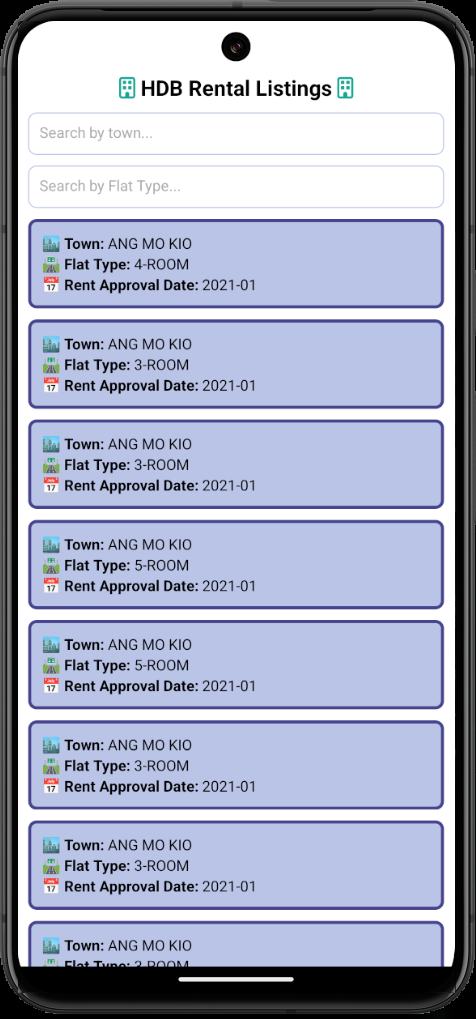 HDB Rental Listings
Search by town...
Search by Flat Type...
Town: ANG MO KIO
Flat Type: 4-ROOM
Rent Approval Date: 2021-01
Town: ANG MO KIO
Flat Type: 3-ROOM
Rent Approval Date: 2021-01
Town: ANG MO KIO
Flat Type: 3-ROOM
Rent Approval Date: 2021-01
Town: ANG MO KIO
Flat Type: 5-ROOM
Rent Approval Date: 2021-01
Town: ANG MO KIO
Flat Type: 5-ROOM
Rent Approval Date: 2021-01
Town: ANG MO KIO
Flat Type: 3-ROOM
Rent Approval Date: 2021-01
Town: ANG MO KIO
Flat Type: 3-ROOM
Rent Approval Date: 2021-01
Town: ANG MO KIO
Flat Type: 3-ROOM